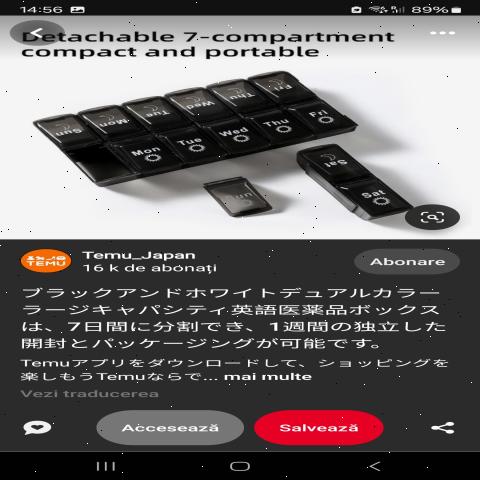 14:56
89%
Detachable 7-compartment
compact and portable
Sun Mon Tue Wed Thu Fri
Mon Tue Wed Thu Fri
Sat
Sat
TEMU
Temu_Japan
16 k de abonați
Abonare
ブラックアンドホワイトデュアルカラー
ラージキャパシティ英語医薬品ボックス
は、7日間に分割でき、1週間の独立した
開封とパッケージングが可能です。
Temuアプリをダウンロードして、ショッピングを
楽しもうTemuならで... mai multe
Vezi traducerea
Accesează
Salvează